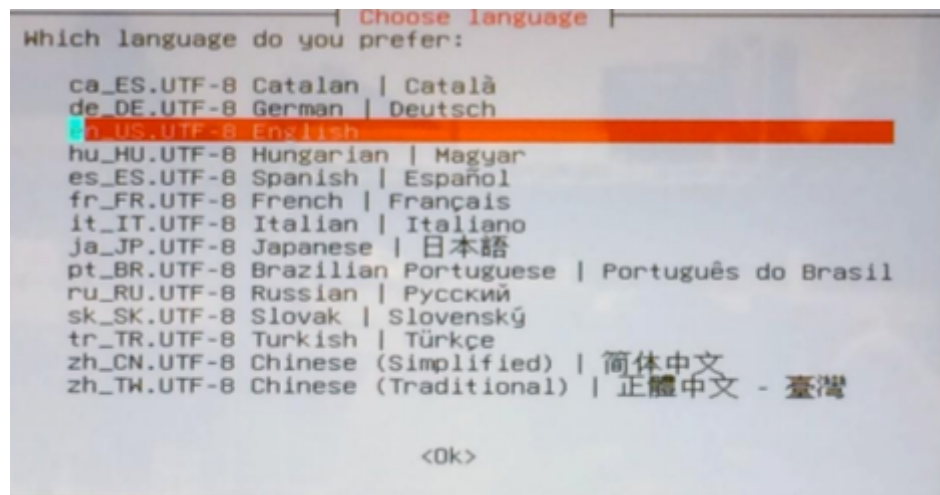 Choose language
Which language do you prefer:
ca_ES.UTF-8 Catalan | Català
de_DE.UTF-8 German | Deutsch
en_US.UTF-8 English
hu_HU.UTF-8 Hungarian | Magyar
es_ES.UTF-8 Spanish | Español
fr_FR.UTF-8 French | Français
it_IT.UTF-8 Italian | Italiano
ja_JP.UTF-8 Japanese | 日本語
pt_BR.UTF-8 Brazilian Portuguese | Português do Brasil
ru_RU.UTF-8 Russian | Русский
sk_SK.UTF-8 Slovak | Slovenský
tr_TR.UTF-8 Turkish | Türkçe
zh_CN.UTF-8 Chinese (Simplified) | 简体中文
zh_TW.UTF-8 Chinese (Traditional) | 正體中文 - 臺灣
<Ok>